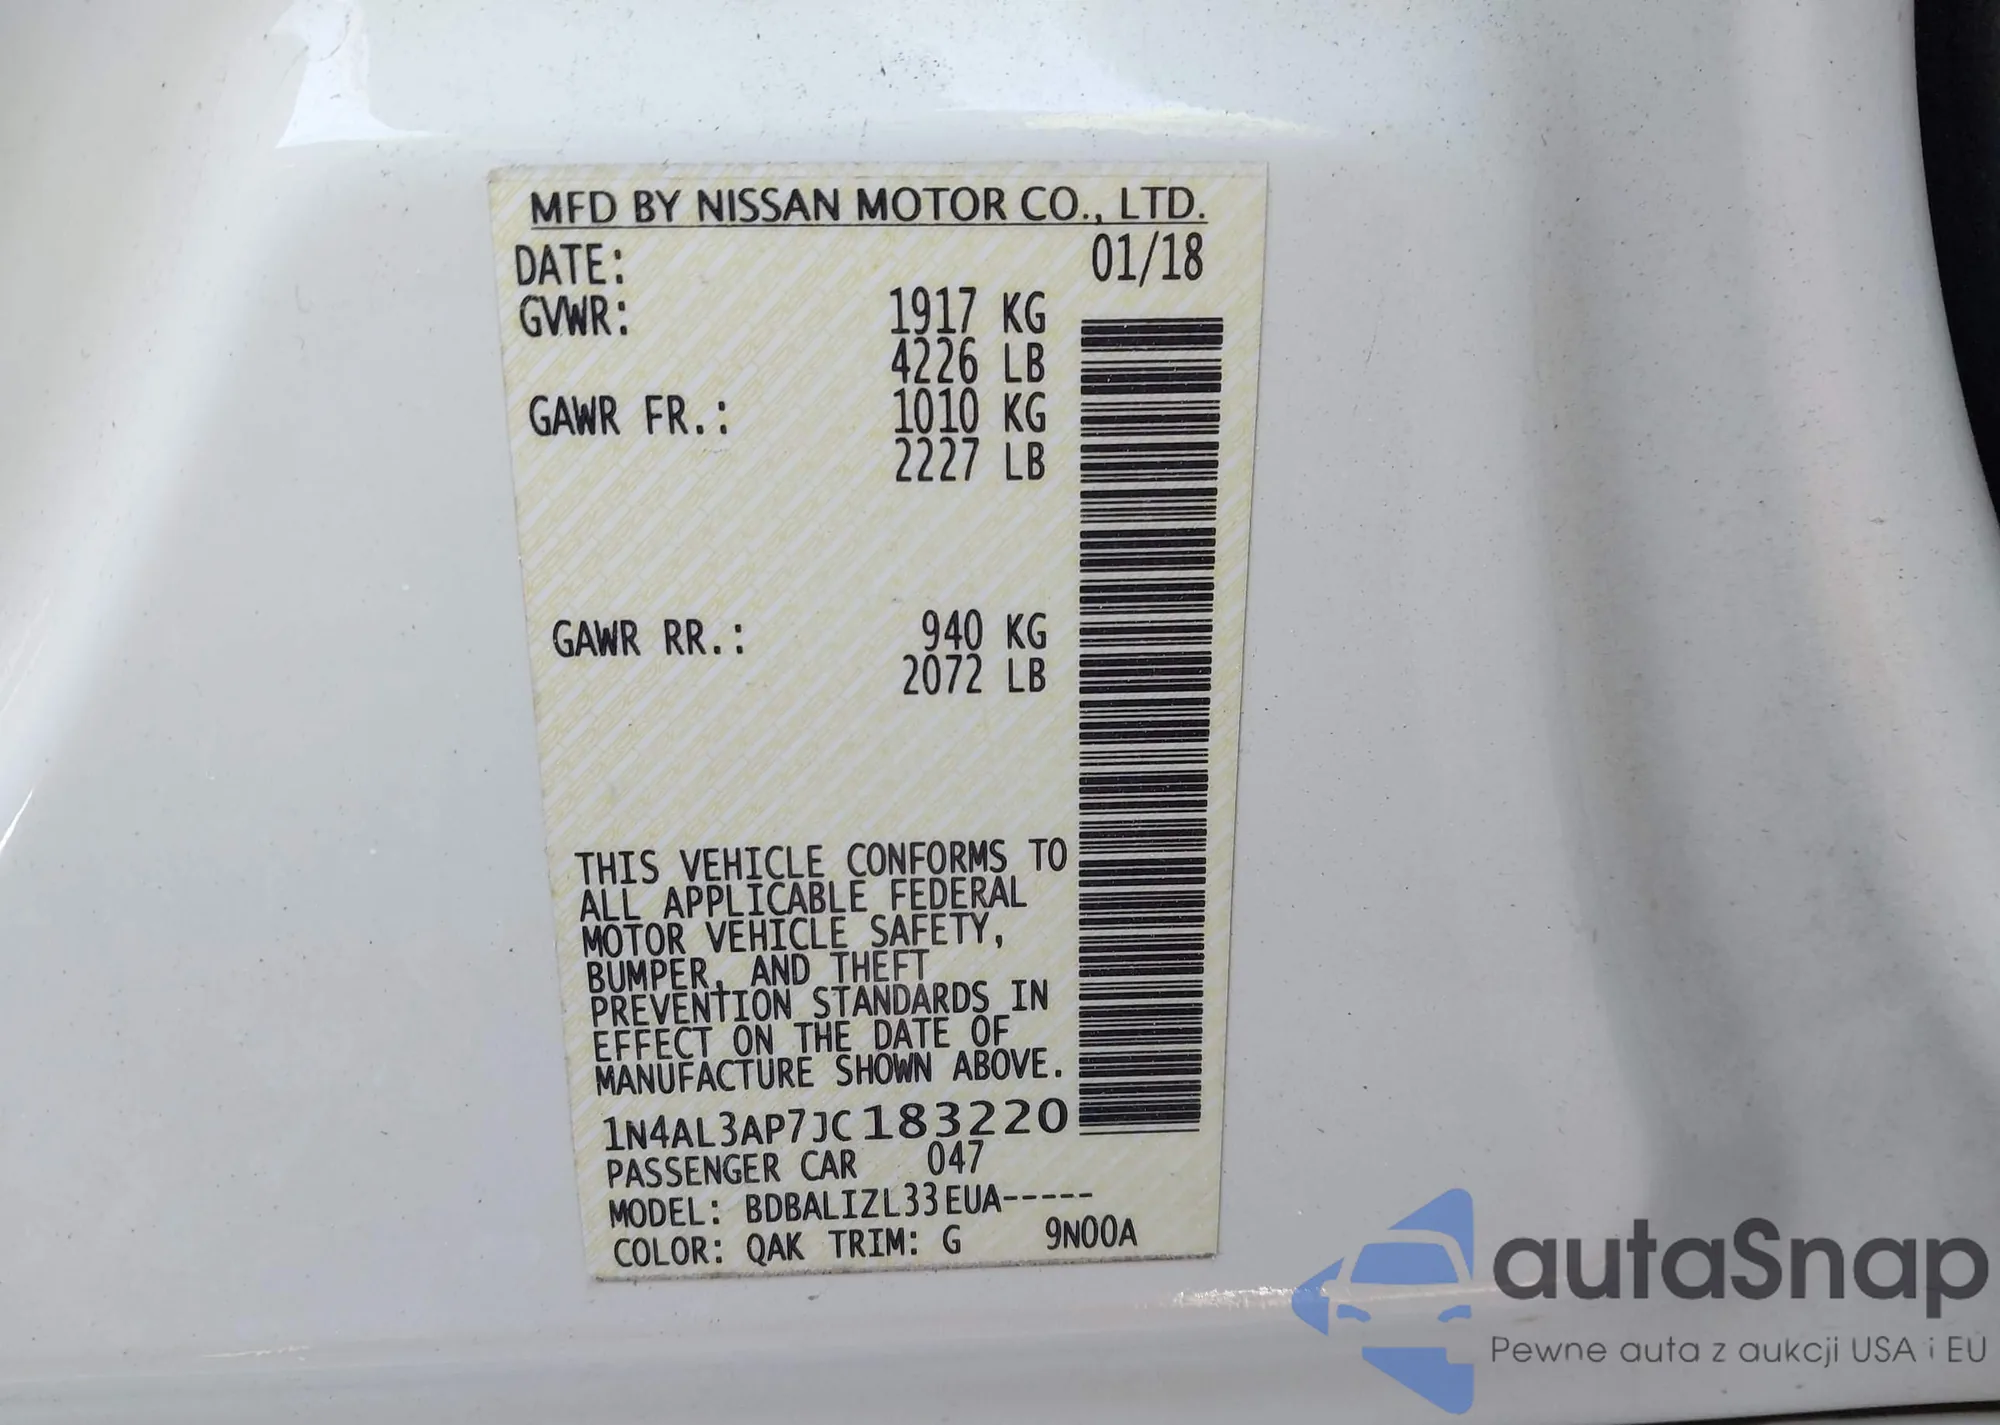 MFD BY NISSAN MOTOR CO., LTD.
DATE: 01/18
GVWR: 1917 KG
4226 LB
GAWR FR.: 1010 KG
2227 LB
GAWR RR.: 940 KG
2072 LB
THIS VEHICLE CONFORMS TO
ALL APPLICABLE FEDERAL
MOTOR VEHICLE SAFETY,
BUMPER, AND THEFT
PREVENTION STANDARDS IN
EFFECT ON THE DATE OF
MANUFACTURE SHOWN ABOVE.
1N4AL3AP7JC183220
PASSENGER CAR 047
MODEL: BDBALIZL33EUA-----
COLOR: QAK TRIM: G 9N00A
autaSnap
Pewne auta z aukcji USA i EU